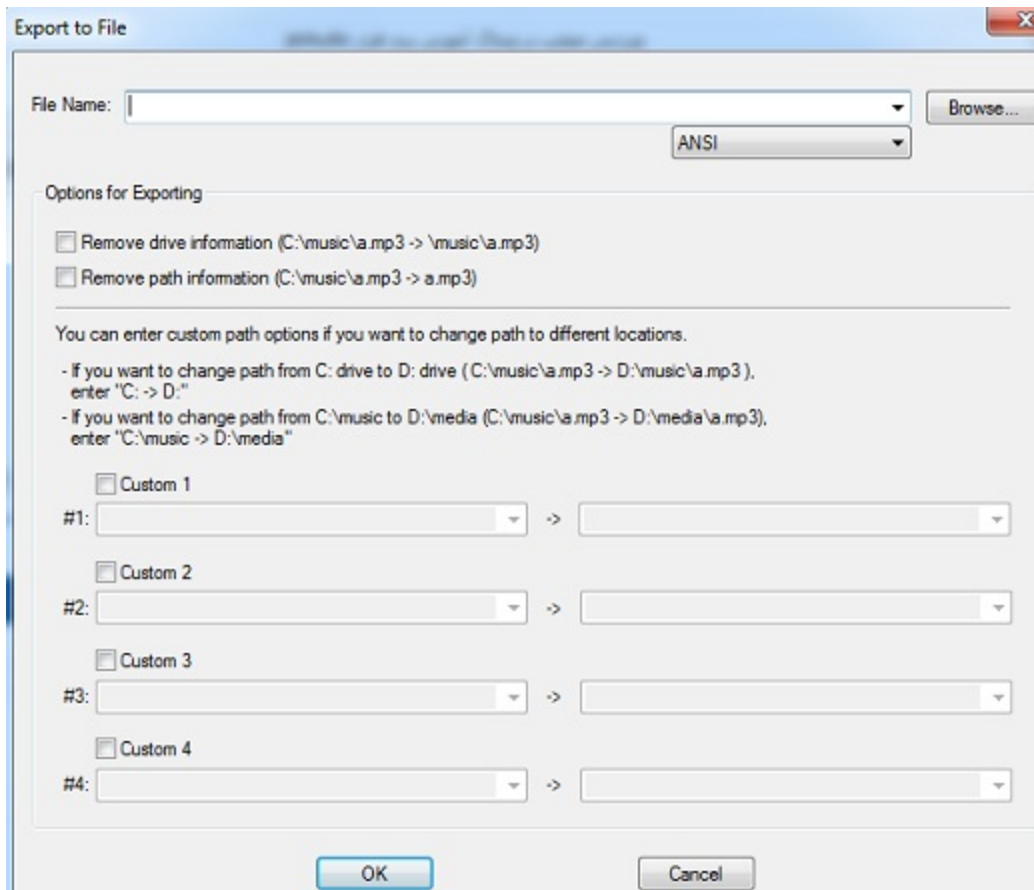 Export to File
File Name:
Browse...
ANSI
Options for Exporting
Remove drive information (C:\music\a.mp3 -> \music\a.mp3)
Remove path information (C:\music\a.mp3 -> a.mp3)
You can enter custom path options if you want to change path to different locations.
- If you want to change path from C: drive to D: drive ( C:\music\a.mp3 -> D:\music\a.mp3 ),
enter "C: -> D:"
- If you want to change path from C:\music to D:\media (C:\music\a.mp3 -> D:\media\a.mp3),
enter "C:\music -> D:\media"
Custom 1
#1: ->
Custom 2
#2: ->
Custom 3
#3: ->
Custom 4
#4: ->
OK Cancel